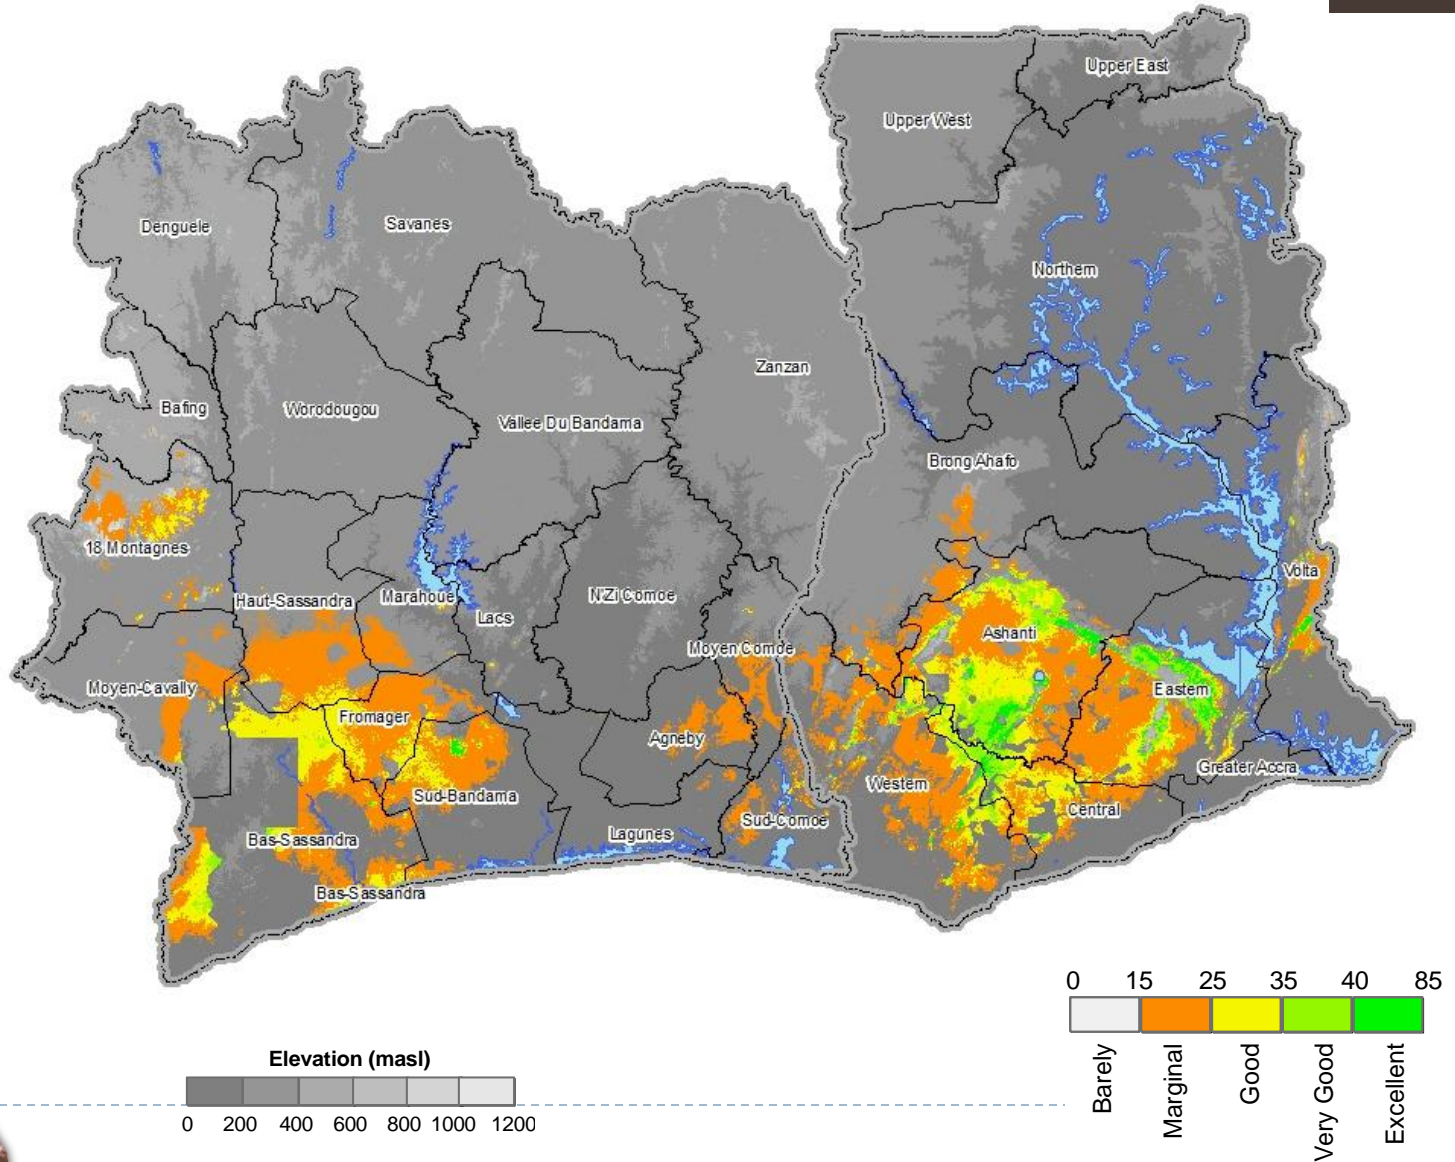 Upper East
Upper West
Denguele
Savanes
Northern
Zanzan
Bafing
Worodougou
Vallee Du Bandama
Brong Ahafo
18 Montagnes
Volta
Haut-Sassandra
Marahoue
N'Zi Comoe
Lacs
Ashanti
Moyen Comoe
Moyen-Cavally
Eastern
Fromager
Agneby
Greater Accra
Western
Sud-Bandama
Central
Sud-Comoe
Lagunes
Bas-Sassandra
Bas-Sassandra
0 15 25 35 40 85
Barely
Marginal
Good
Very Good
Excellent
Elevation (masl)
0 200 400 600 800 1000 1200